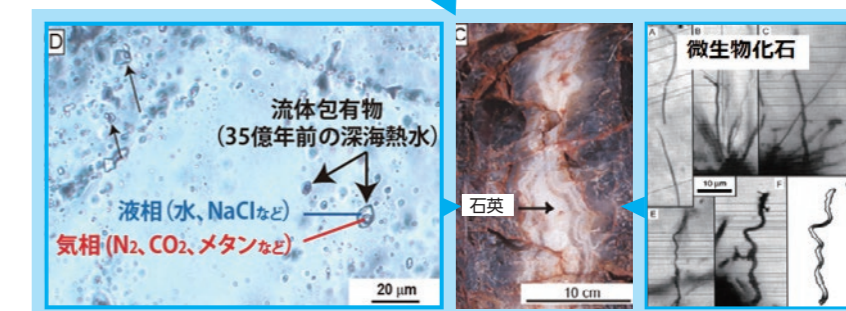 D
流体包有物
(35億年前の深海熱水)
液相(水、NaClなど)
気相(N2、CO2、メタンなど)
20 μm
C
石英
10 cm
微生物化石
A
B
C
10 μm
E
F